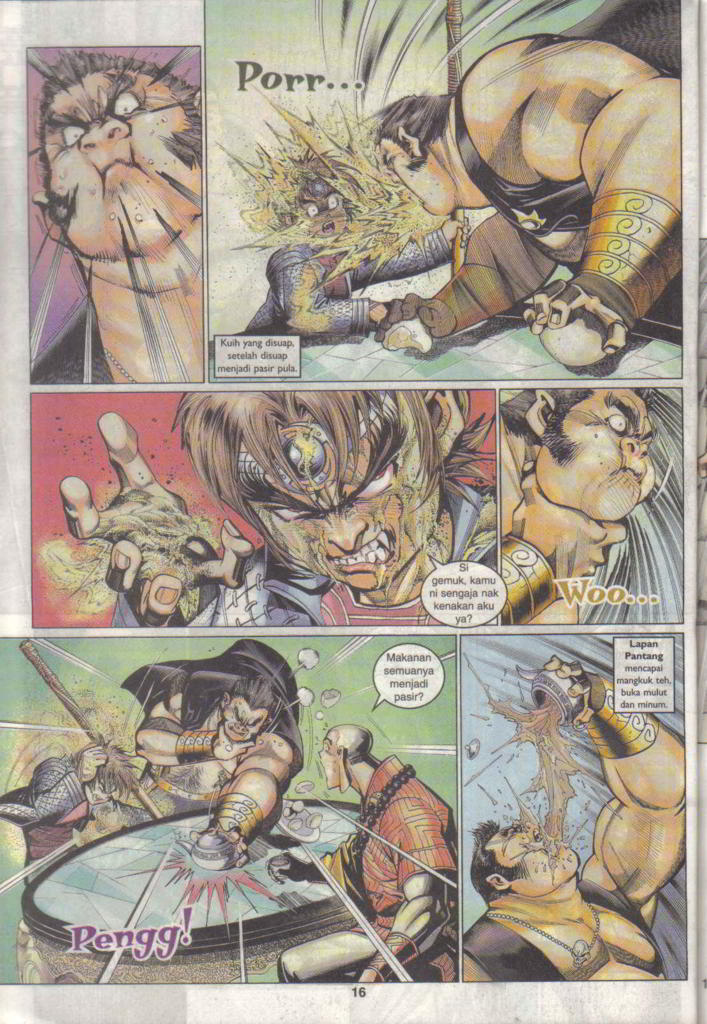 Porr...
Kuih yang disuap,
setelah disuap
menjadi pasir pula.
Si
gemuk, kamu
ni sengaja nak
kenakan aku
ya?
Woo...
Makanan
semuanya
menjadi
pasir?
Pengg!
Lapan
Pantang
mencapai
mangkuk teh,
buka mulut
dan minum.
16